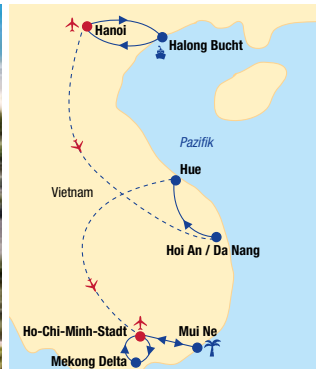 Hanoi
Halong Bucht
Pazifik
Hue
Vietnam
Hoi An / Da Nang
Ho-Chi-Minh-Stadt
Mui Ne
Mekong Delta